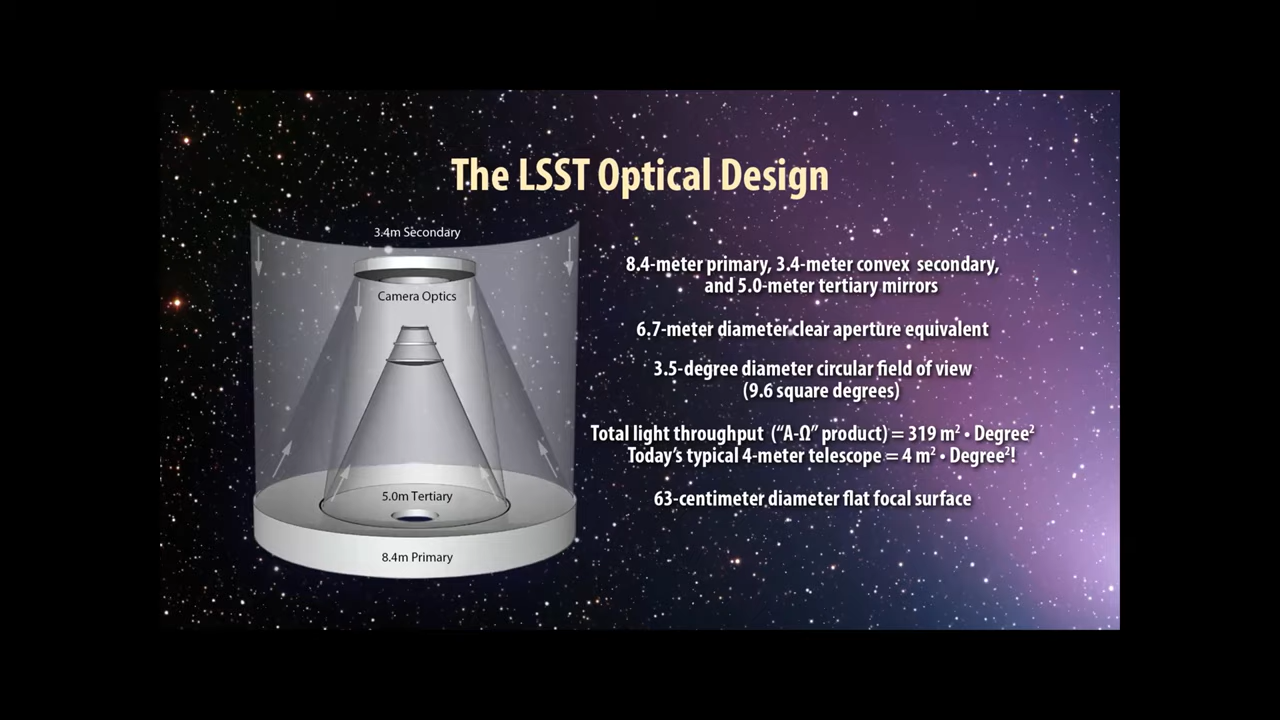 The LSST Optical Design
3.4m Secondary
Camera Optics
5.0m Tertiary
8.4m Primary
8.4-meter primary, 3.4-meter convex secondary,
and 5.0-meter tertiary mirrors
6.7-meter diameter clear aperture equivalent
3.5-degree diameter circular field of view
(9.6 square degrees)
Total light throughput (“A-Ω” product) = 319 m² • Degree²
Today’s typical 4-meter telescope = 4 m² • Degree²!
63-centimeter diameter flat focal surface